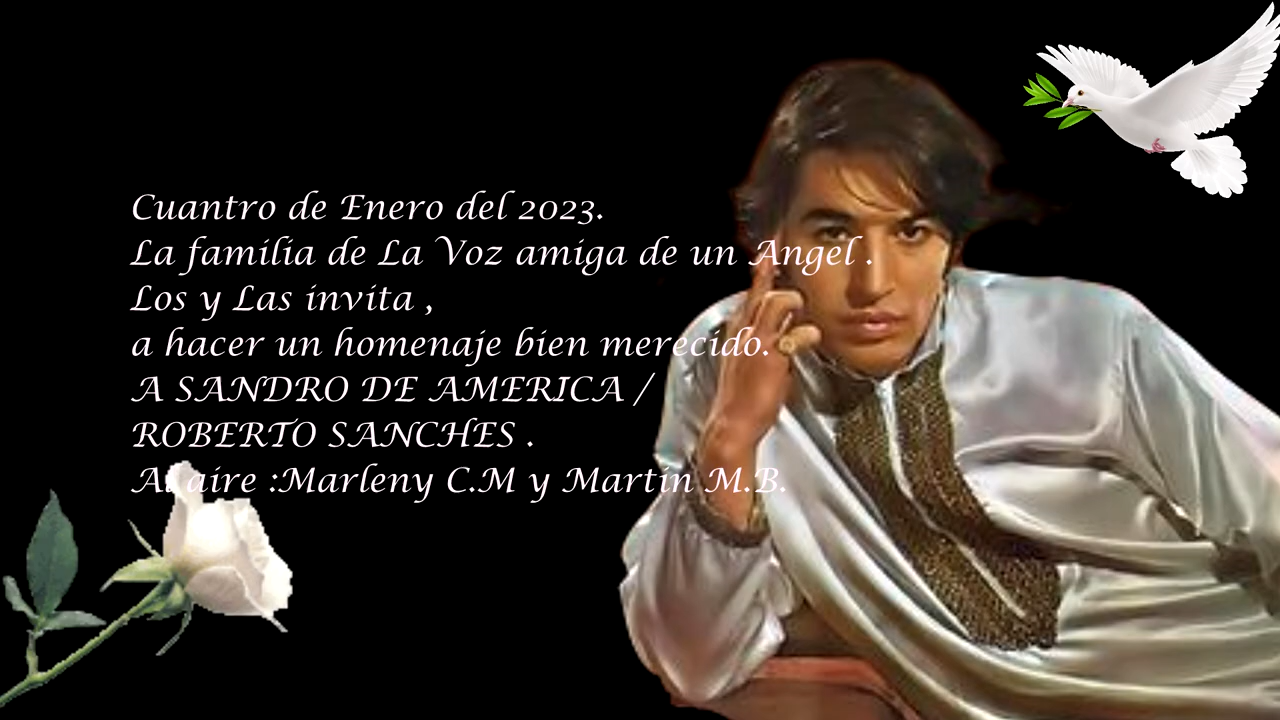 Cuantro de Enero del 2023.
La familia de La Voz amiga de un Angel .
Los y Las invita ,
a hacer un homenaje bien merecido.
A SANDRO DE AMERICA /
ROBERTO SANCHES .
Al aire :Marleny C.M y Martin M.B.